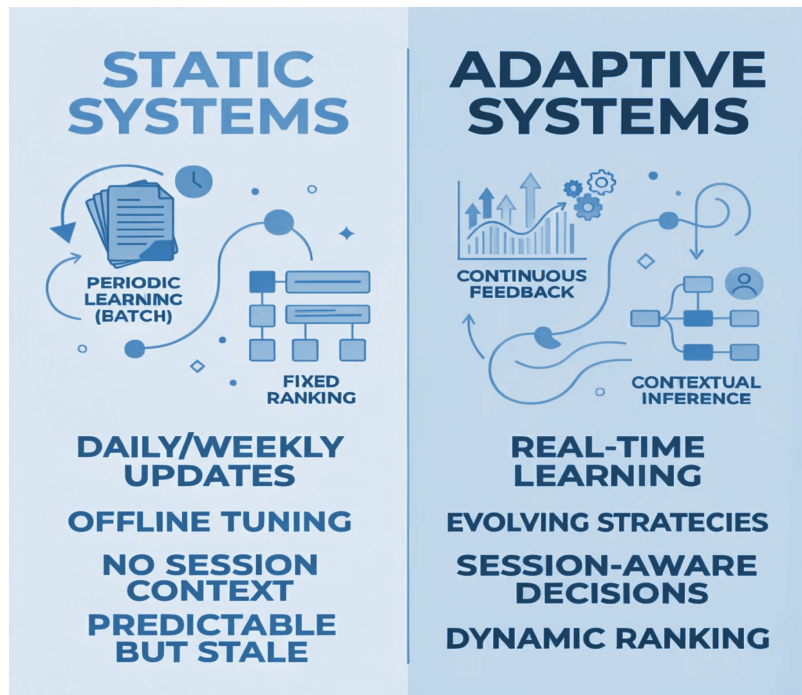 STATIC
SYSTEMS
PERIODIC
LEARNING
(BATCH)
FIXED
RANKING
DAILY/WEEKLY
UPDATES
OFFLINE TUNING
NO SESSION
CONTEXT
PREDICTABLE
BUT STALE
ADAPTIVE
SYSTEMS
CONTINUOUS
FEEDBACK
CONTEXTUAL
INFERENCE
REAL-TIME
LEARNING
EVOLVING STRATECIES
SESSION-AWARE
DECISIONS
DYNAMIC RANKING